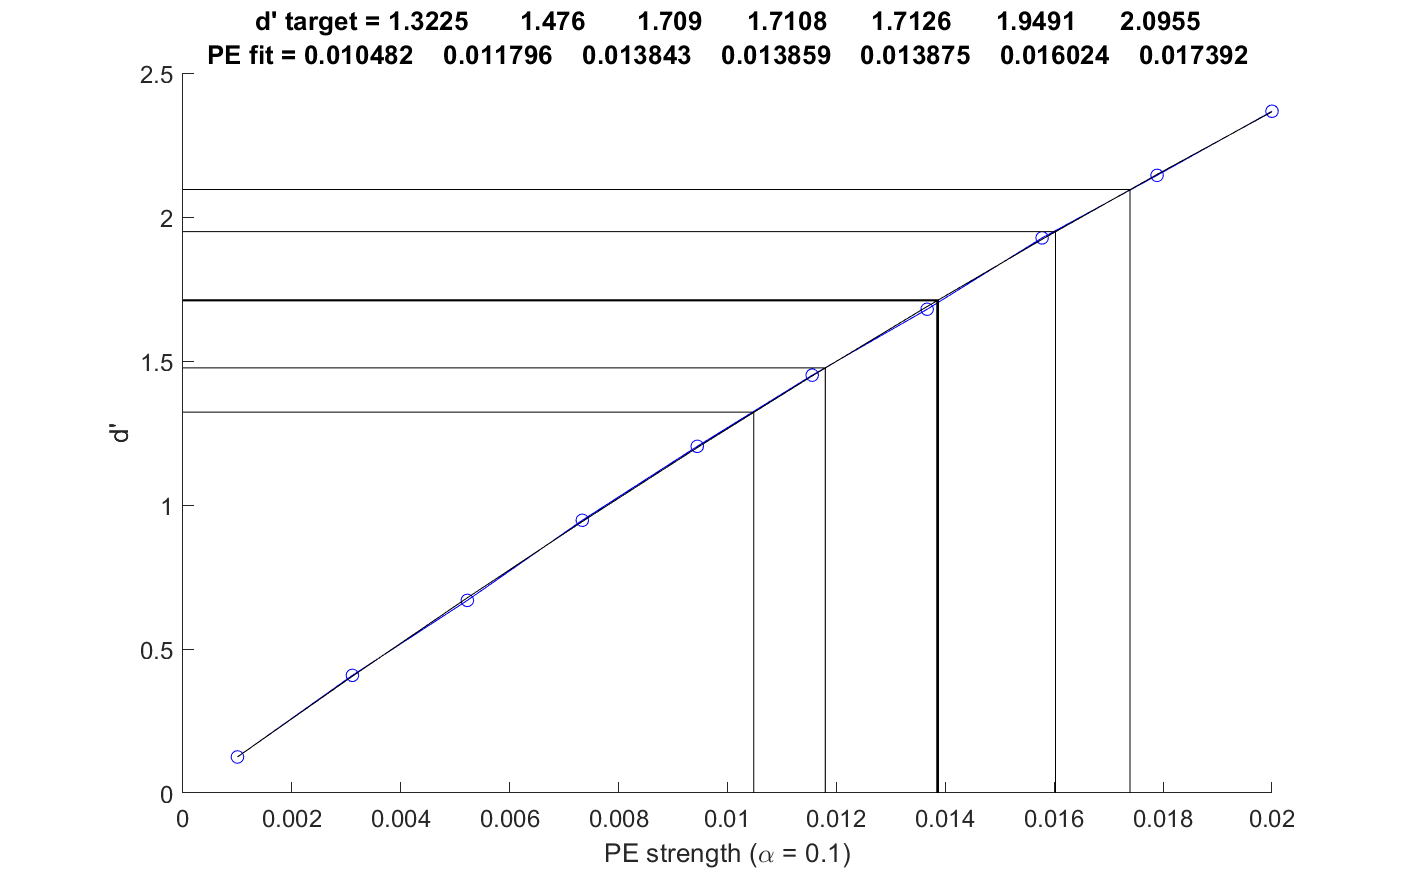 d' target = 1.3225 1.476 1.709 1.7108 1.7126 1.9491 2.0955
PE fit = 0.010482 0.011796 0.013843 0.013859 0.013875 0.016024 0.017392
2.5
2
1.5
1
0.5
0
d'
0 0.002 0.004 0.006 0.008 0.01 0.012 0.014 0.016 0.018 0.02
PE strength (α = 0.1)